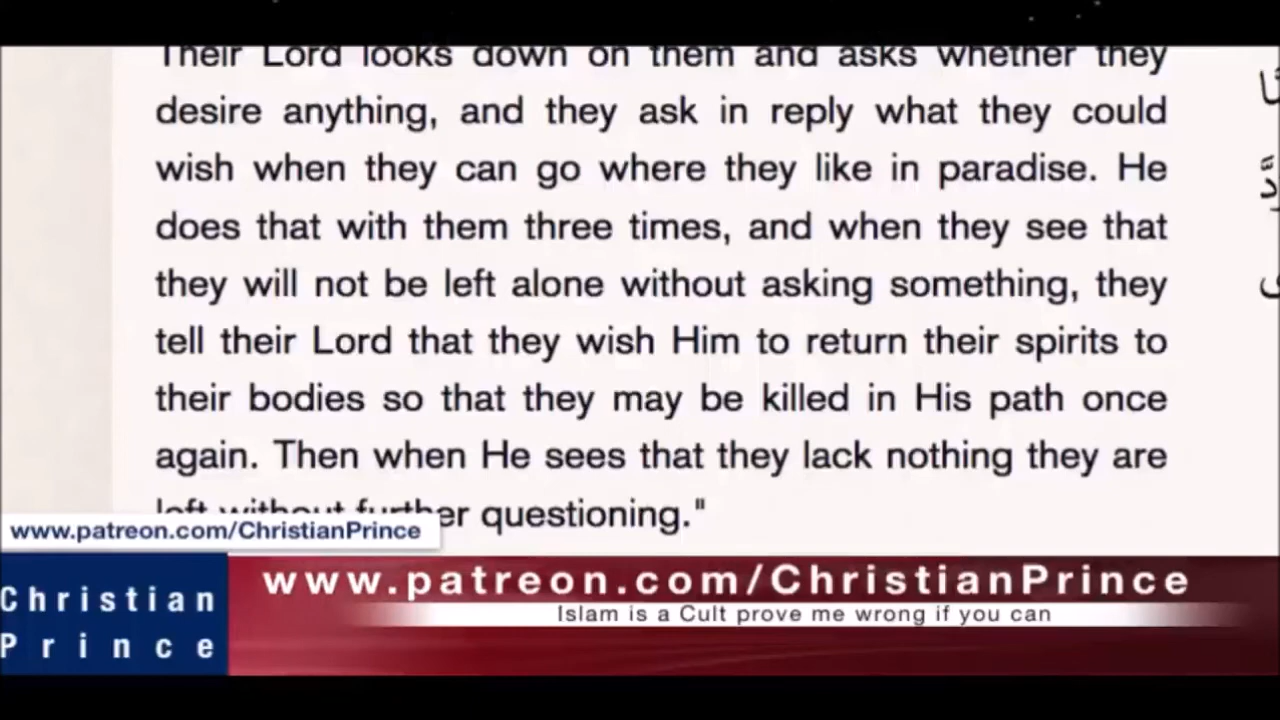 Their Lord looks down on them and asks whether they
desire anything, and they ask in reply what they could
wish when they can go where they like in paradise. He
does that with them three times, and when they see that
they will not be left alone without asking something, they
tell their Lord that they wish Him to return their spirits to
their bodies so that they may be killed in His path once
again. Then when He sees that they lack nothing they are
left without further questioning."
www.patreon.com/ChristianPrince
www.patreon.com/ChristianPrince
Islam is a Cult prove me wrong if you can
Christian
Prince